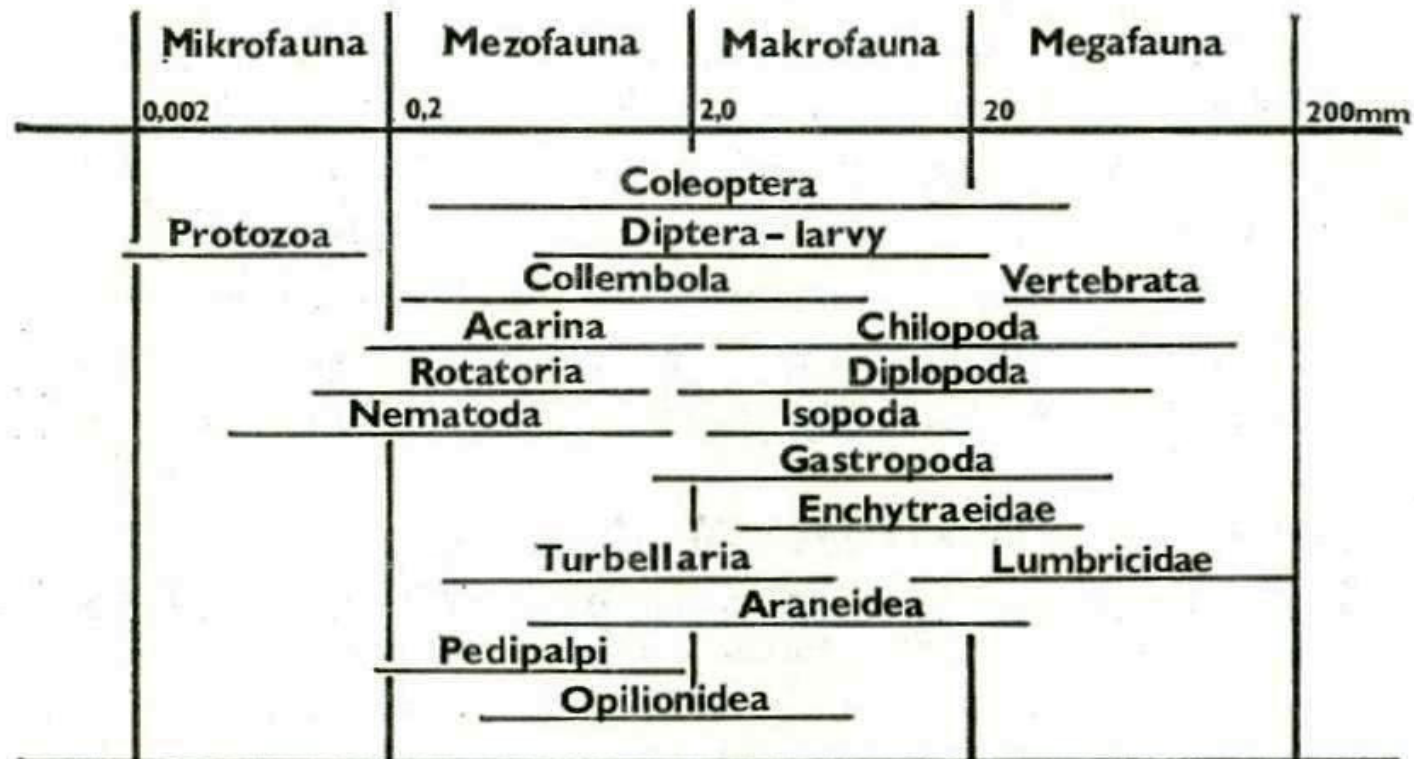 Mikrofauna Mezofauna Makrofauna Megafauna
0,002 0,2 2,0 20 200mm
Coleoptera
Protozoa Diptera - larvy
Collembola Vertebrata
Acarina Chilopoda
Rotatoria Diplopoda
Nematoda Isopoda
Gastropoda
Enchytraeidae
Turbellaria Lumbricidae
Araneidea
Pedipalpi
Opilionidea